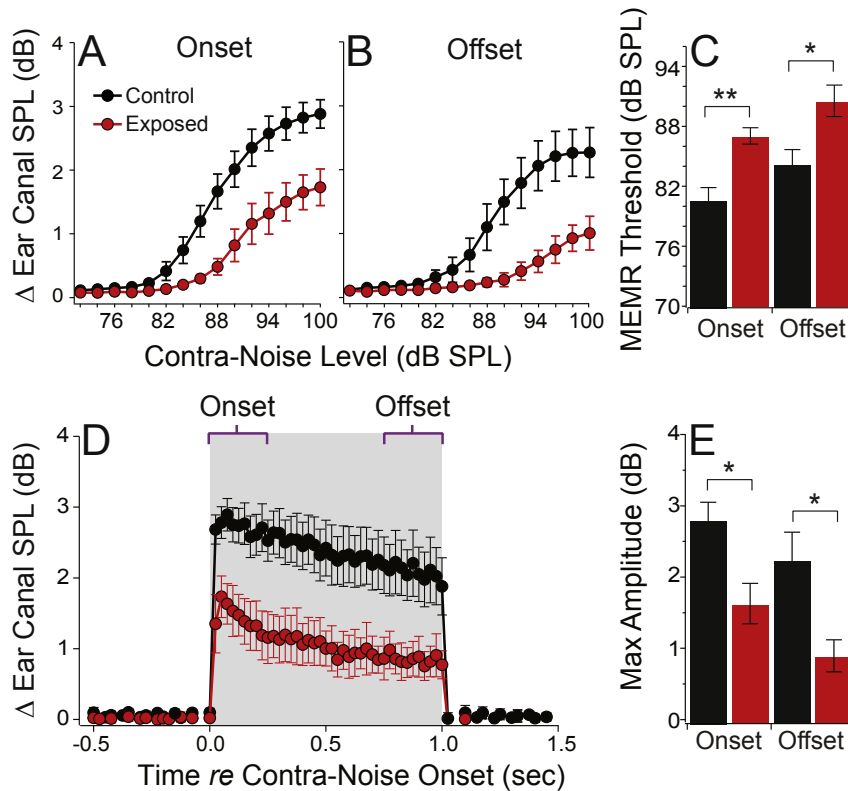 A Onset
B Offset
C
Control
Exposed
Δ Ear Canal SPL (dB)
4
3
2
1
0
76 82 88 94 100
76 82 88 94 100
Contra-Noise Level (dB SPL)
MEMR Threshold (dB SPL)
94
88
82
76
70
**
*
Onset Offset
D
Onset Offset
Δ Ear Canal SPL (dB)
4
3
2
1
0
-0.5 0.0 0.5 1.0 1.5
Time re Contra-Noise Onset (sec)
E
Max Amplitude (dB)
4
3
2
1
0
*
*
Onset Offset